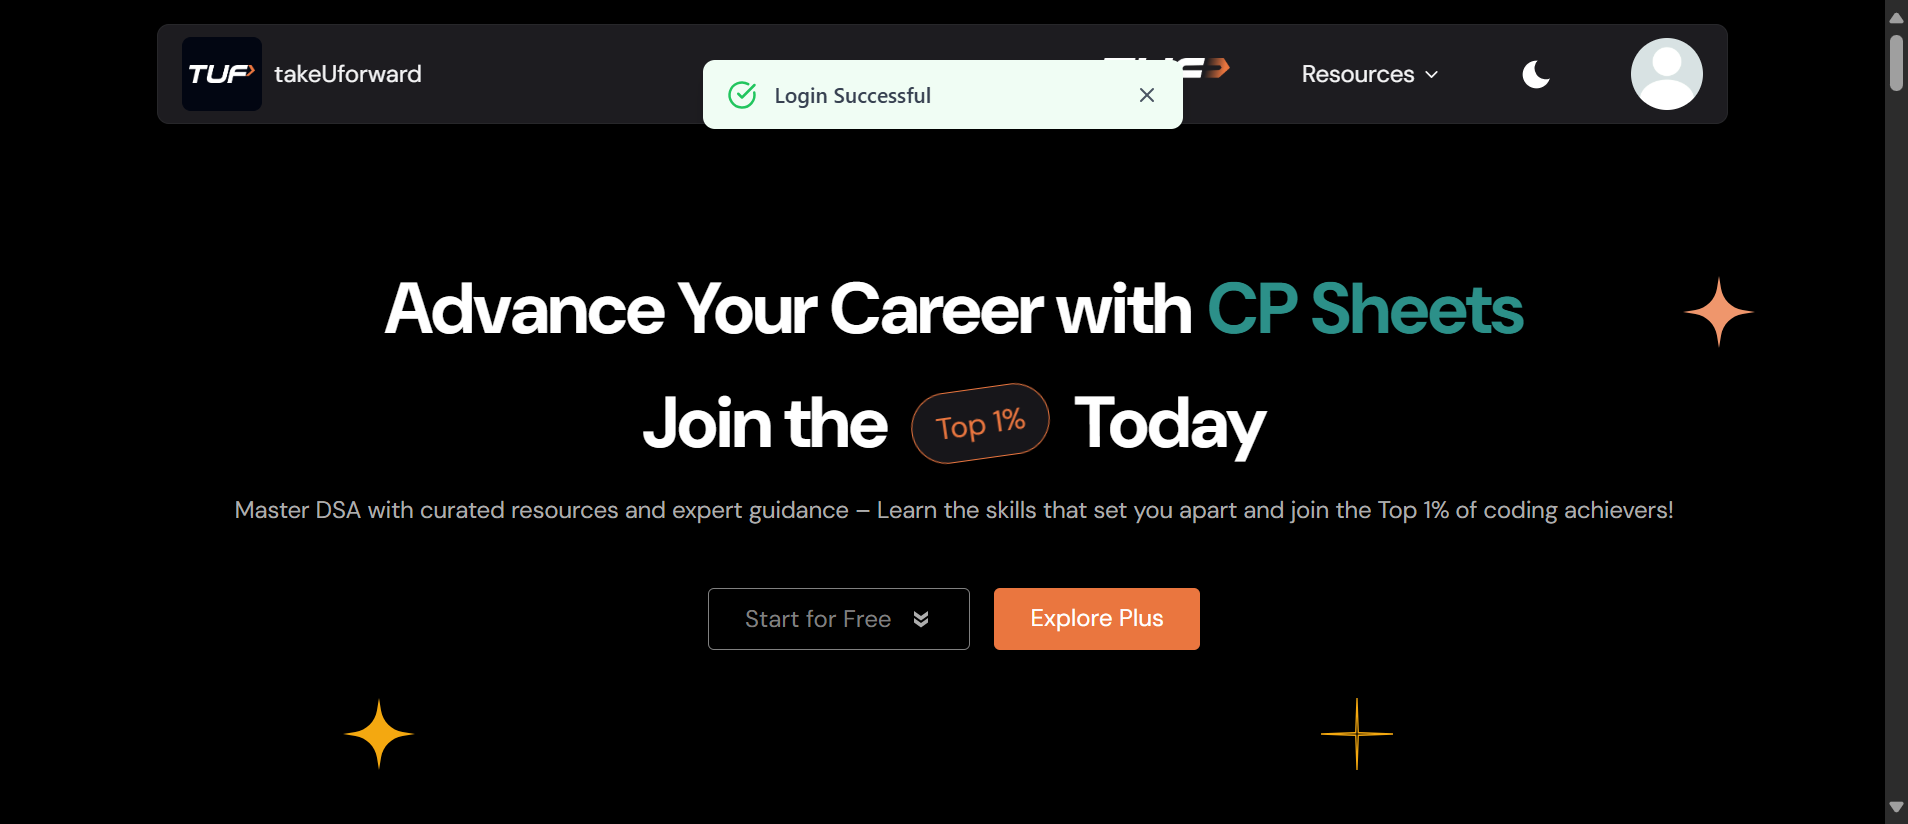 TUF
takeUforward
Login Successful
Resources
Advance Your Career with CP Sheets
Join the Top 1% Today
Master DSA with curated resources and expert guidance – Learn the skills that set you apart and join the Top 1% of coding achievers!
Start for Free
Explore Plus